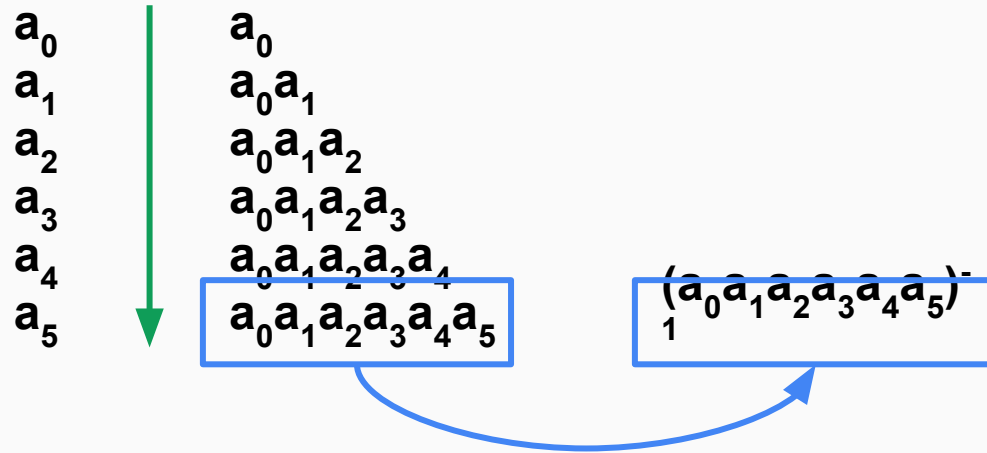 a₀ a₀
a₁ a₀a₁
a₂ a₀a₁a₂
a₃ a₀a₁a₂a₃
a₄ a₀a₁a₂a₃a₄
a₅ a₀a₁a₂a₃a₄a₅
(a₀a₁a₂a₃a₄a₅)⁻
1